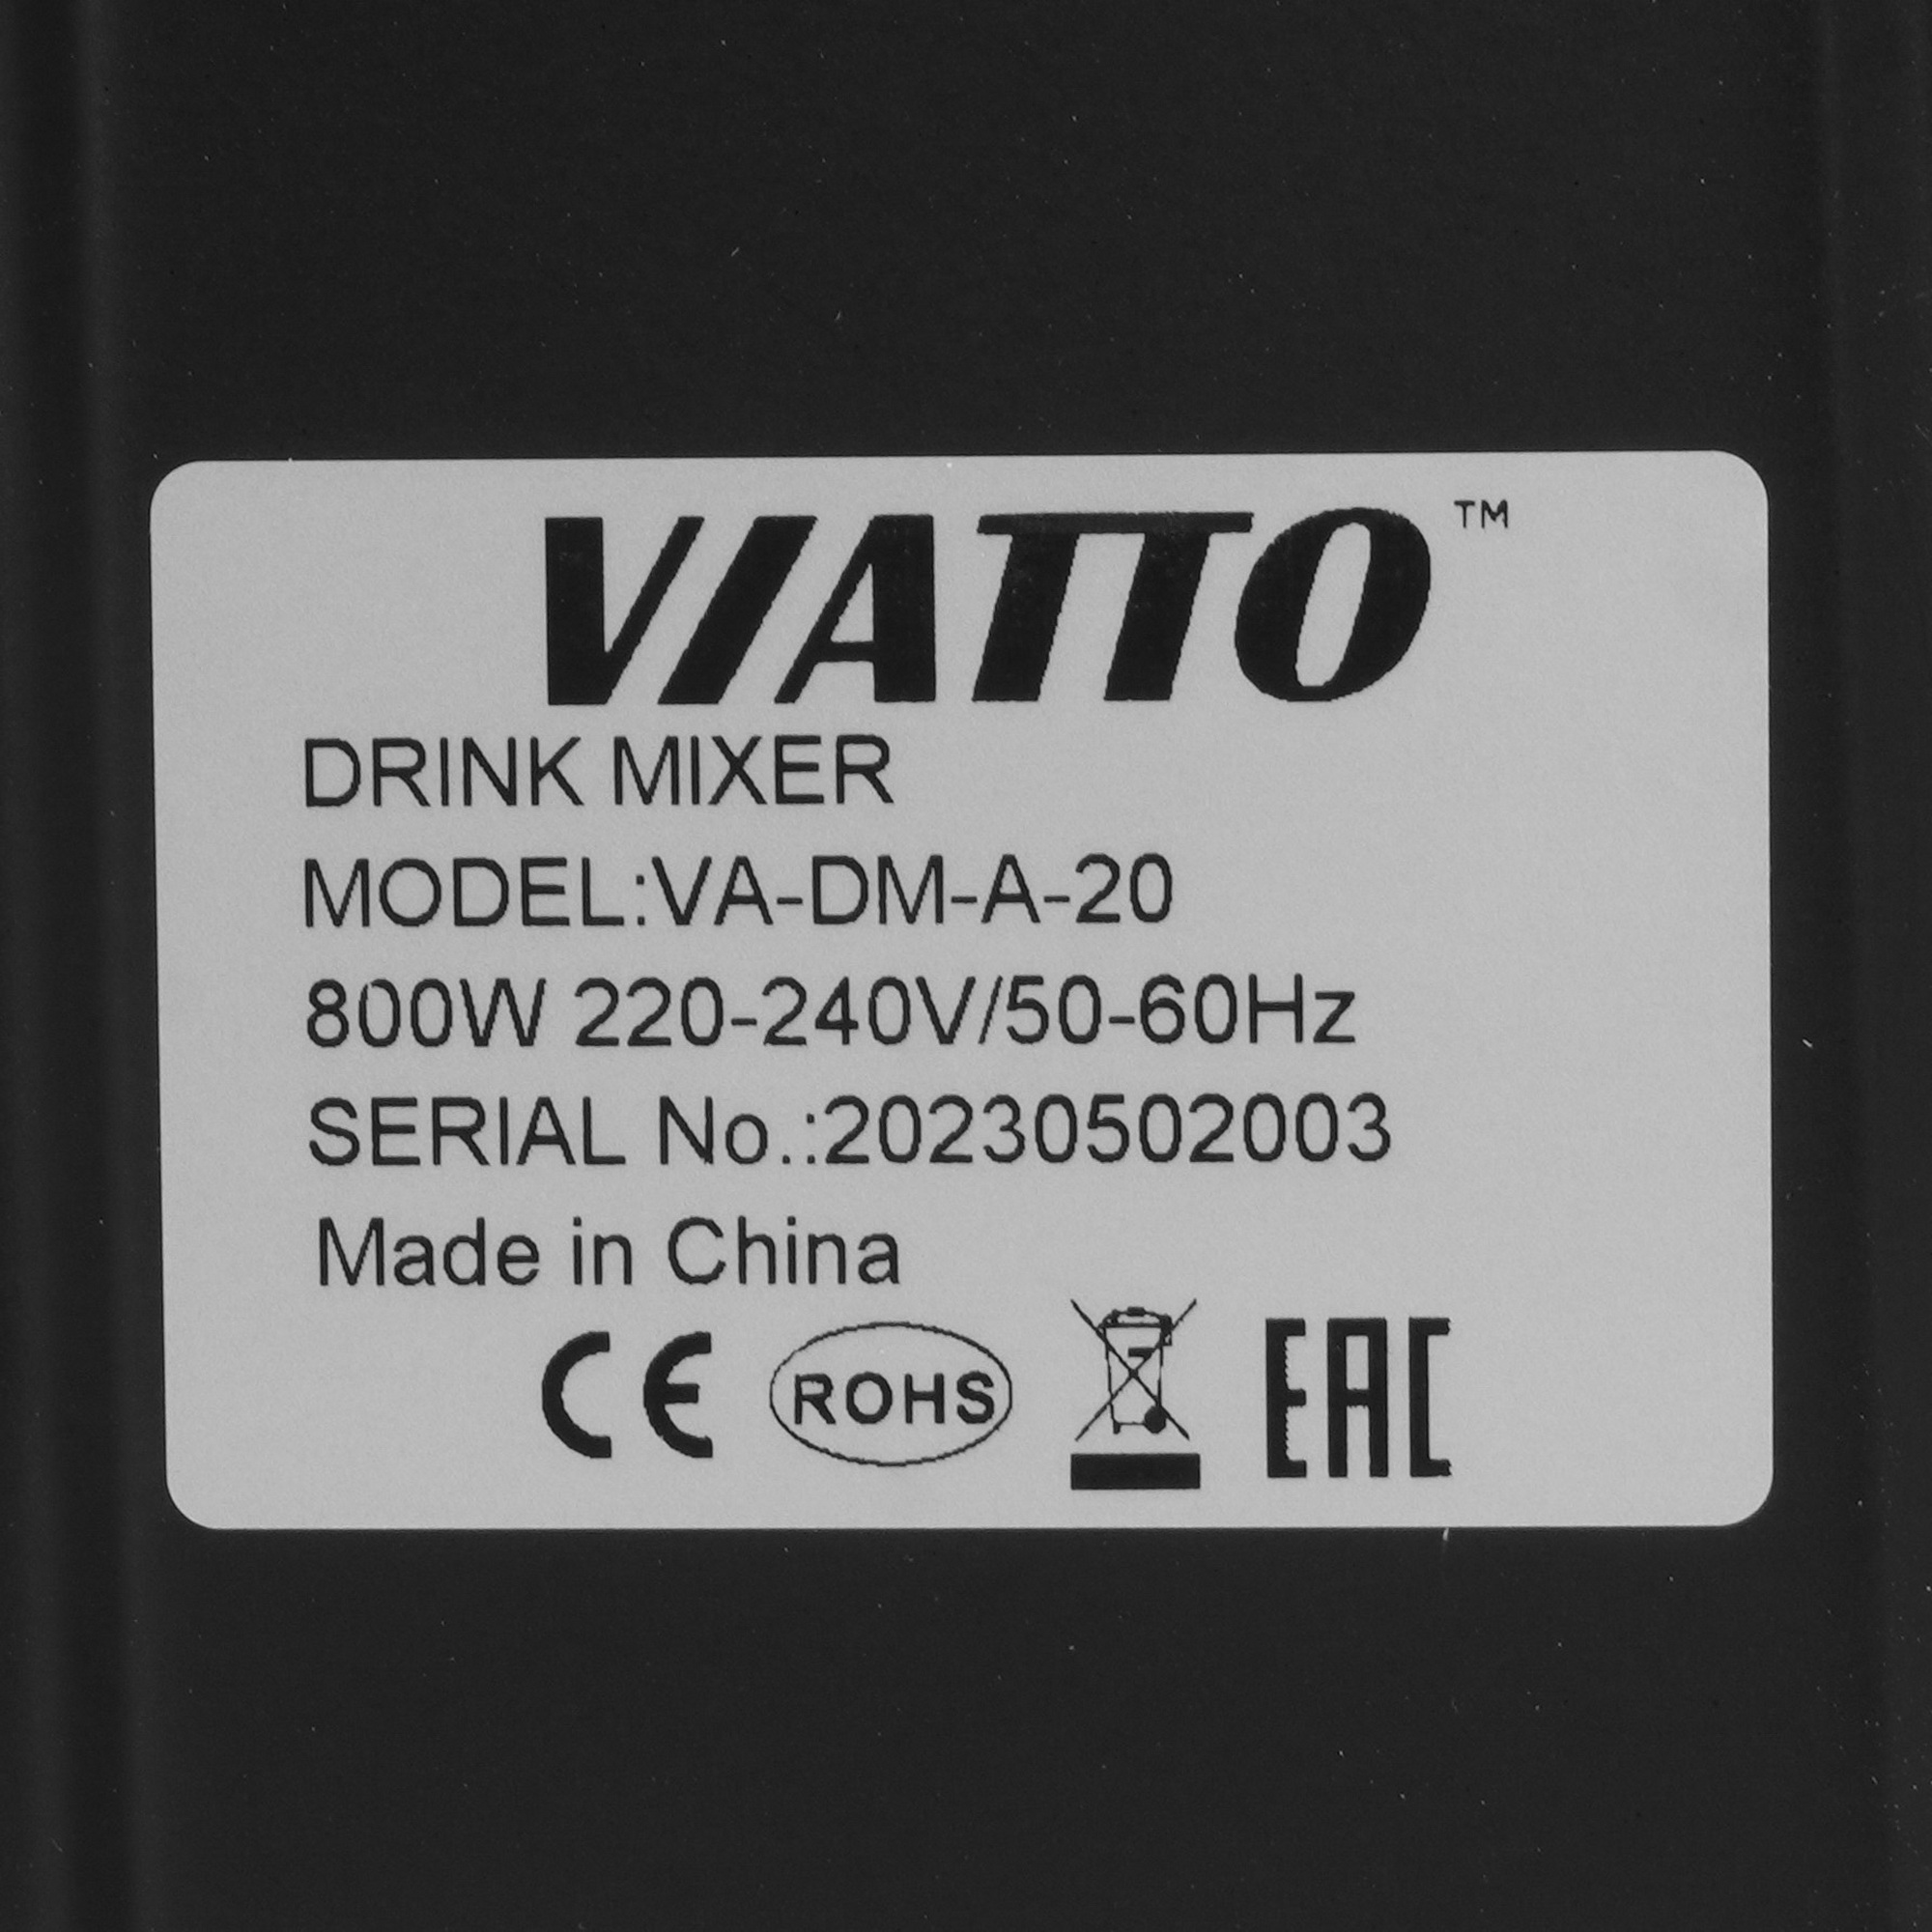 VIATTO™
DRINK MIXER
MODEL:VA-DM-A-20
800W 220-240V/50-60Hz
SERIAL No.:20230502003
Made in China
CE ROHS EAC